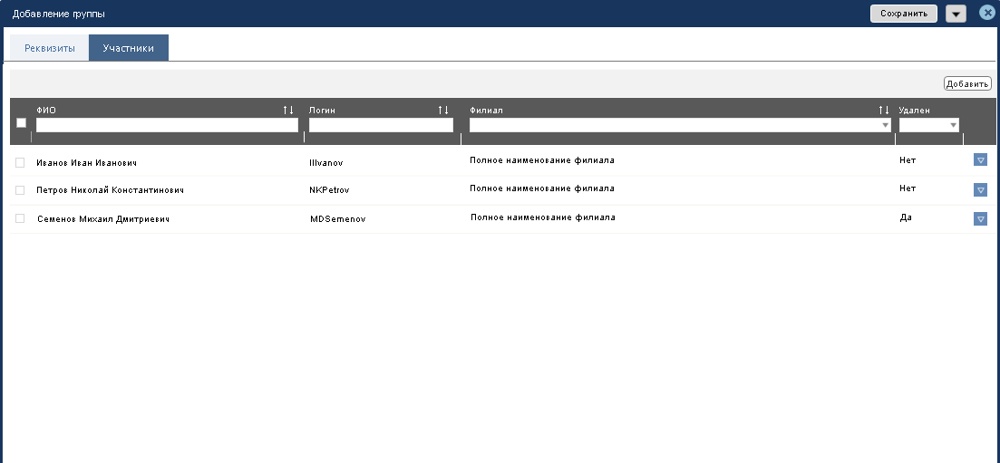 Добавление группы Сохранить
Реквизиты Участники
Добавить
ФИО Логин Филиал Удален
Иванов Иван Иванович IIIvanov Полное наименование филиала Нет
Петров Николай Константинович NKPetrov Полное наименование филиала Нет
Семенов Михаил Дмитриевич MDSemenov Полное наименование филиала Да